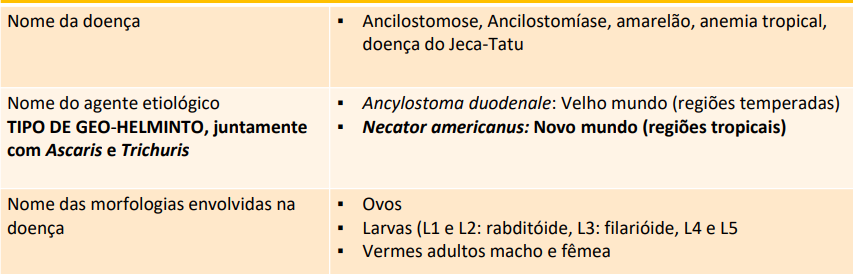 Nome da doença
▪ Ancilostomose, Ancilostomíase, amarelão, anemia tropical,
doença do Jeca-Tatu
Nome do agente etiológico
TIPO DE GEO-HELMINTO, juntamente
com Ascaris e Trichuris
▪ Ancylostoma duodenale: Velho mundo (regiões temperadas)
▪ Necator americanus: Novo mundo (regiões tropicais)
Nome das morfologias envolvidas na
doença
▪ Ovos
▪ Larvas (L1 e L2: rabditóide, L3: filarióide, L4 e L5
▪ Vermes adultos macho e fêmea